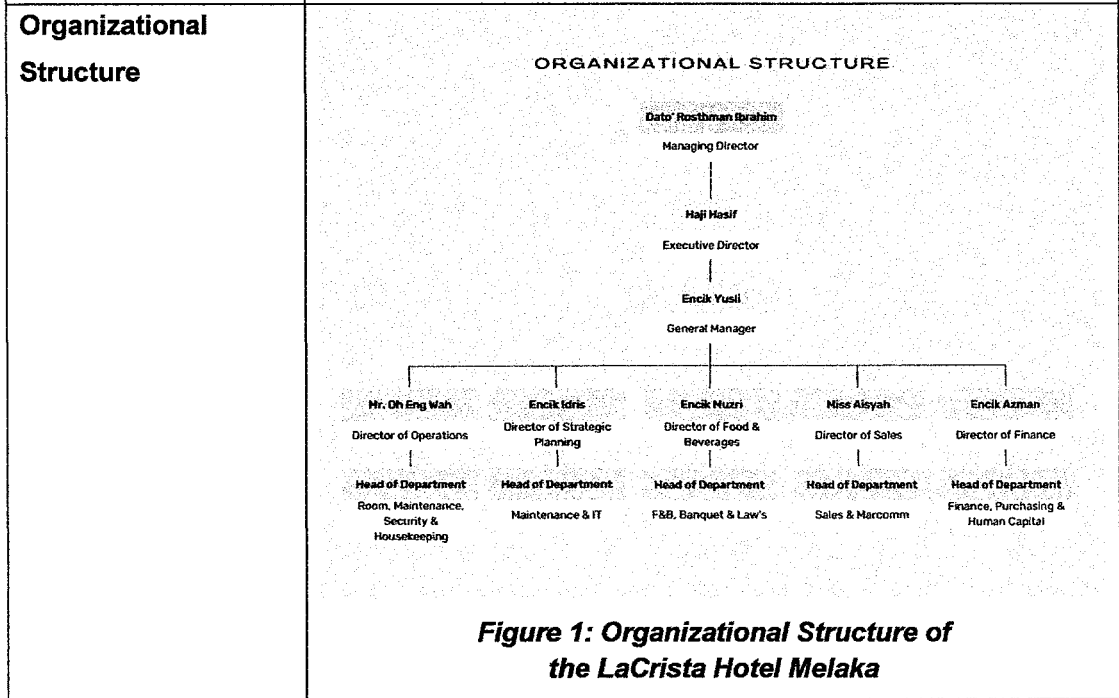 Organizational
Structure
ORGANIZATIONAL STRUCTURE
Dato' Rosthman Ibrahim
Managing Director
Haji Hasif
Executive Director
Encik Yusli
General Manager
Mr. Oh Eng Wah
Director of Operations
Head of Department
Room, Maintenance,
Security &
Housekeeping
Encik Idris
Director of Strategic
Planning
Head of Department
Maintenance & IT
Encik Nuzri
Director of Food &
Beverages
Head of Department
F&B, Banquet & Law's
Miss Aisyah
Director of Sales
Head of Department
Sales & Marcomm
Encik Azman
Director of Finance
Head of Department
Finance, Purchasing &
Human Capital
Figure 1: Organizational Structure of
the LaCrista Hotel Melaka